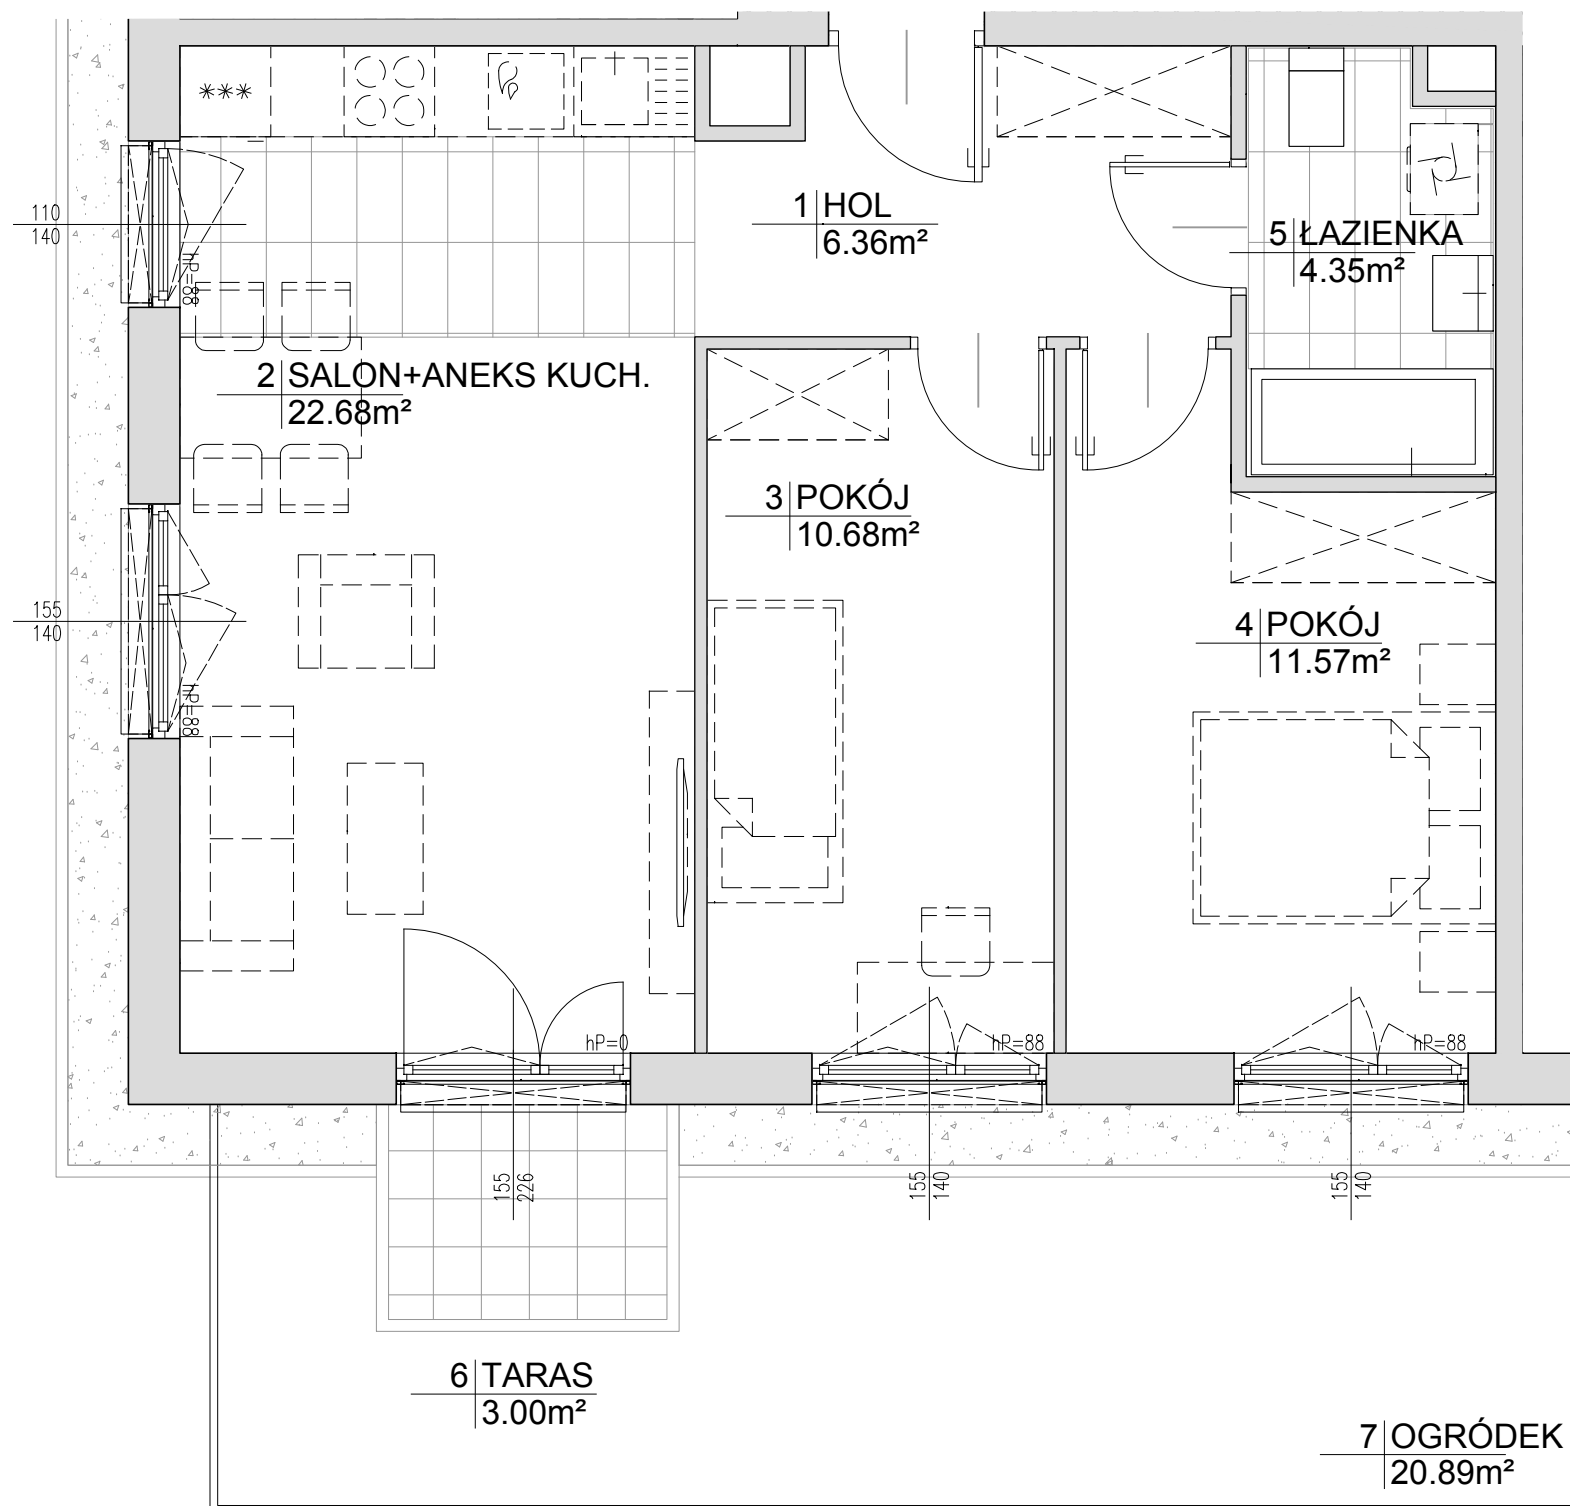 ***
1 HOL
6.36m²
110
140
hP=88
5 ŁAZIENKA
4.35m²
2 SALON+ANEKS KUCH.
22.68m²
3 POKÓJ
10.68m²
155
140
hP=88
4 POKÓJ
11.57m²
hP=0
hP=88
hP=88
155
226
155
140
155
140
6 TARAS
3.00m²
7 OGRÓDEK
20.89m²